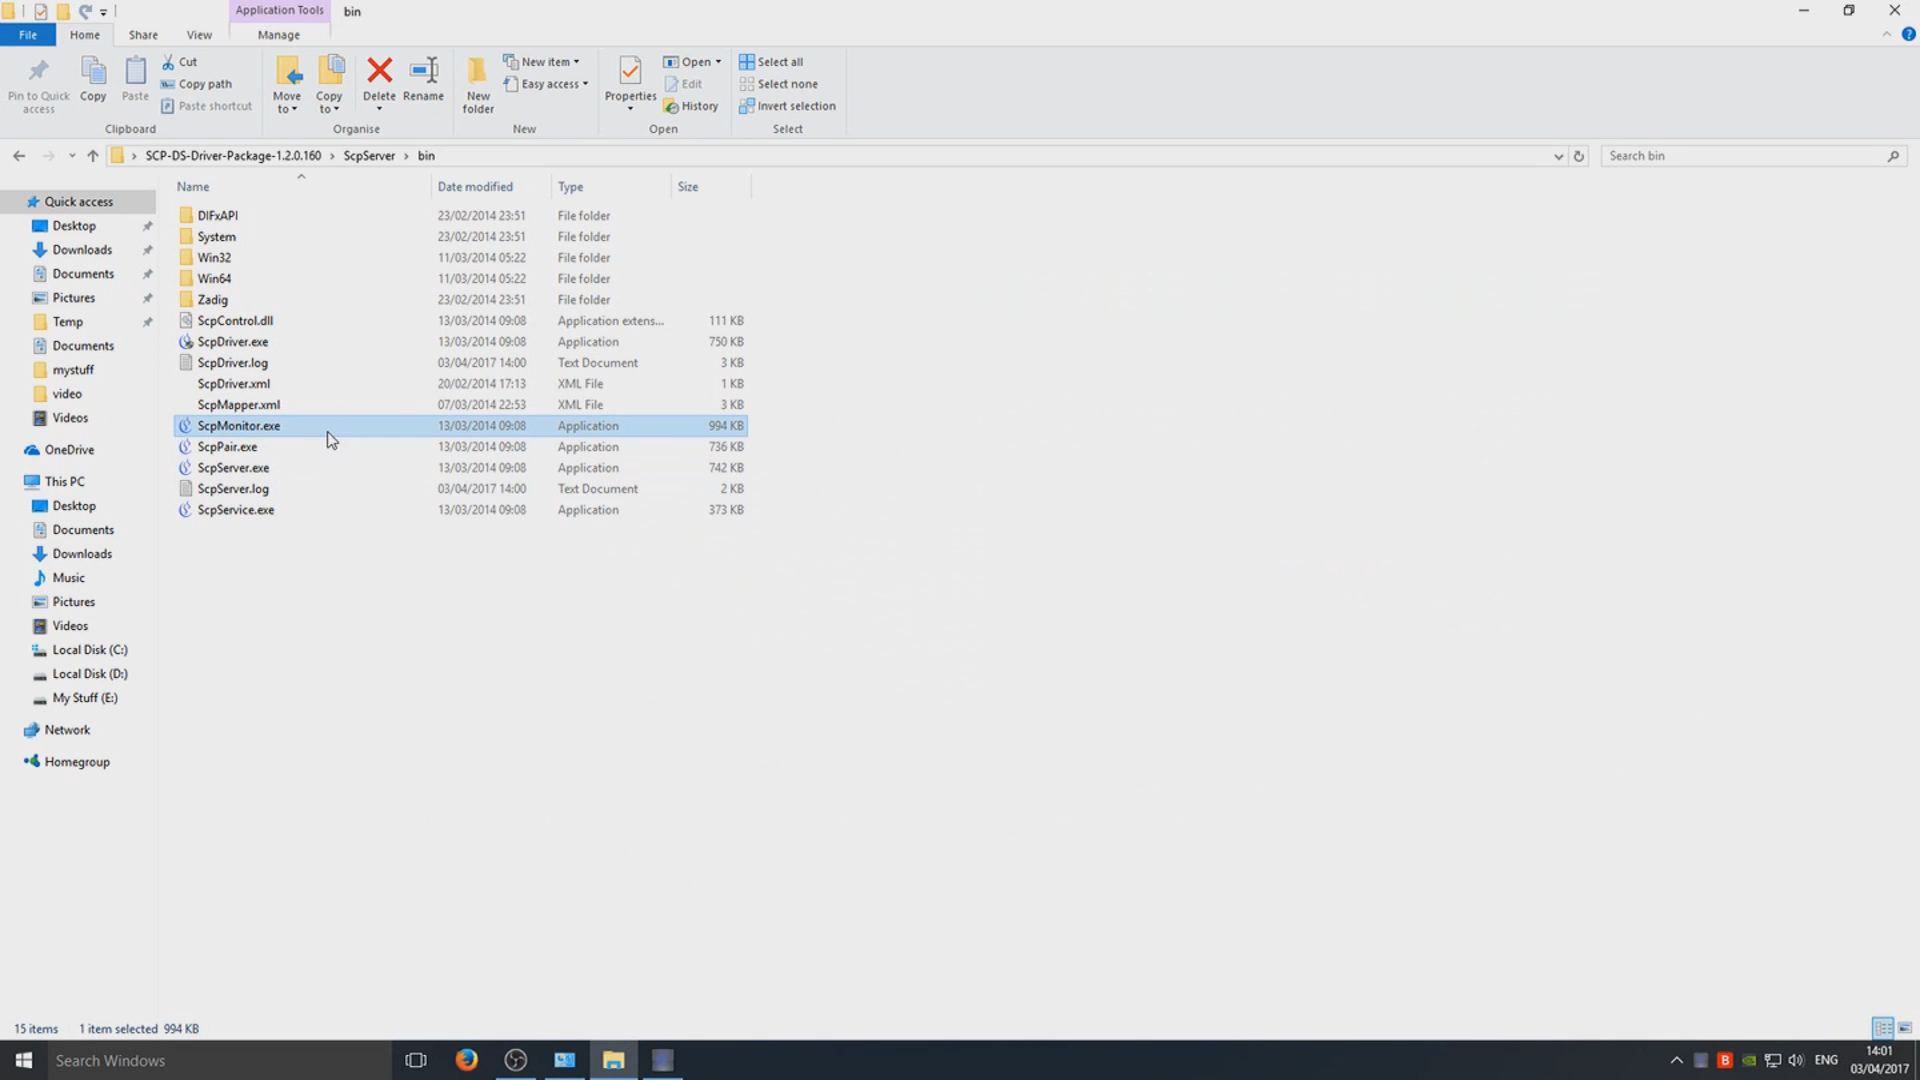 Application Tools
bin
File
Home
Share
View
Manage
Pin to Quick access
Copy
Paste
Cut
Copy path
Paste shortcut
Clipboard
Move to
Copy to
Delete
Rename
Organise
New folder
New item
Easy access
New
Properties
Open
Edit
History
Open
Select all
Select none
Invert selection
Select
SCP-DS-Driver-Package-1.2.0.160 › ScpServer › bin
Search bin
Name Date modified Type Size
DIFxAPI 23/02/2014 23:51 File folder
System 23/02/2014 23:51 File folder
Win32 11/03/2014 05:22 File folder
Win64 11/03/2014 05:22 File folder
Zadig 23/02/2014 23:51 File folder
ScpControl.dll 13/03/2014 09:08 Application extens... 111 KB
ScpDriver.exe 13/03/2014 09:08 Application 750 KB
ScpDriver.log 03/04/2017 14:00 Text Document 3 KB
ScpDriver.xml 20/02/2014 17:13 XML File 1 KB
ScpMapper.xml 07/03/2014 22:53 XML File 3 KB
ScpMonitor.exe 13/03/2014 09:08 Application 994 KB
ScpPair.exe 13/03/2014 09:08 Application 736 KB
ScpServer.exe 13/03/2014 09:08 Application 742 KB
ScpServer.log 03/04/2017 14:00 Text Document 2 KB
ScpService.exe 13/03/2014 09:08 Application 373 KB
Quick access
Desktop
Downloads
Documents
Pictures
Temp
Documents
mystuff
video
Videos
OneDrive
This PC
Desktop
Documents
Downloads
Music
Pictures
Videos
Local Disk (C:)
Local Disk (D:)
My Stuff (E:)
Network
Homegroup
15 items 1 item selected 994 KB
Search Windows
B
ENG
14:01
03/04/2017